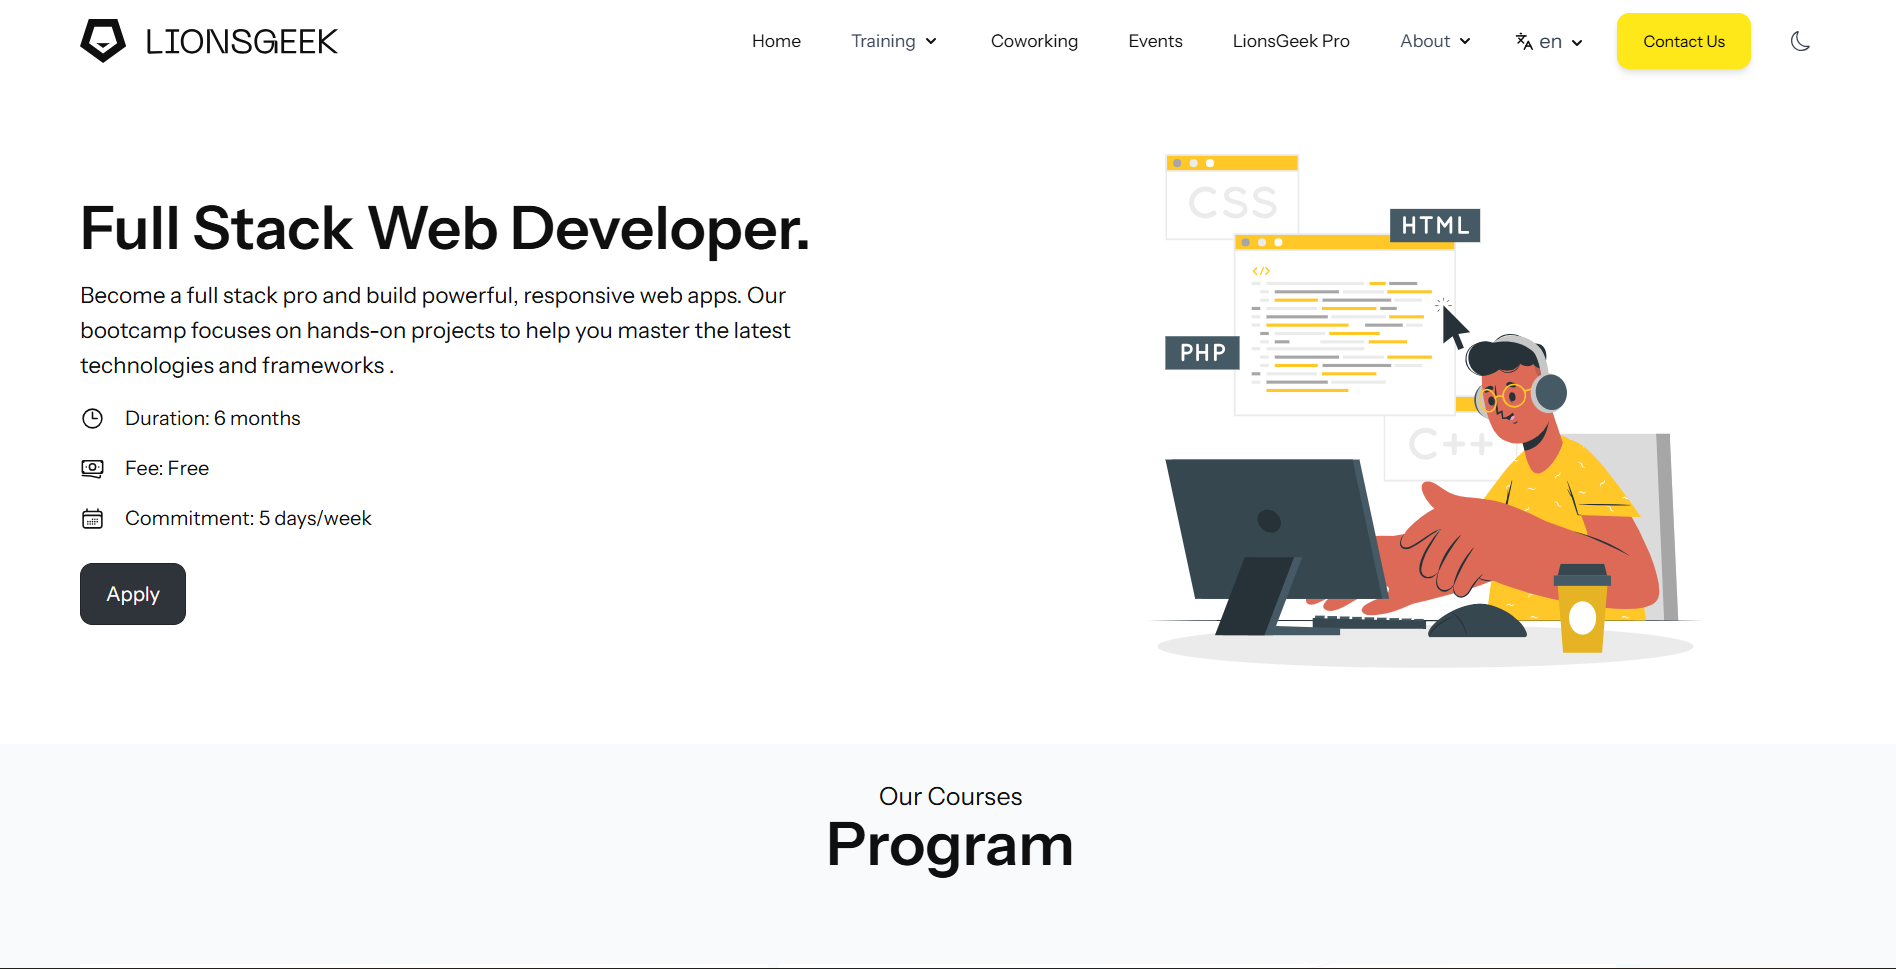 LIONSGEEK
Home
Training
Coworking
Events
LionsGeek Pro
About
en
Contact Us
Full Stack Web Developer.
Become a full stack pro and build powerful, responsive web apps. Our
bootcamp focuses on hands-on projects to help you master the latest
technologies and frameworks .
Duration: 6 months
Fee: Free
Commitment: 5 days/week
Apply
CSS
HTML
</>
PHP
C++
Our Courses
Program